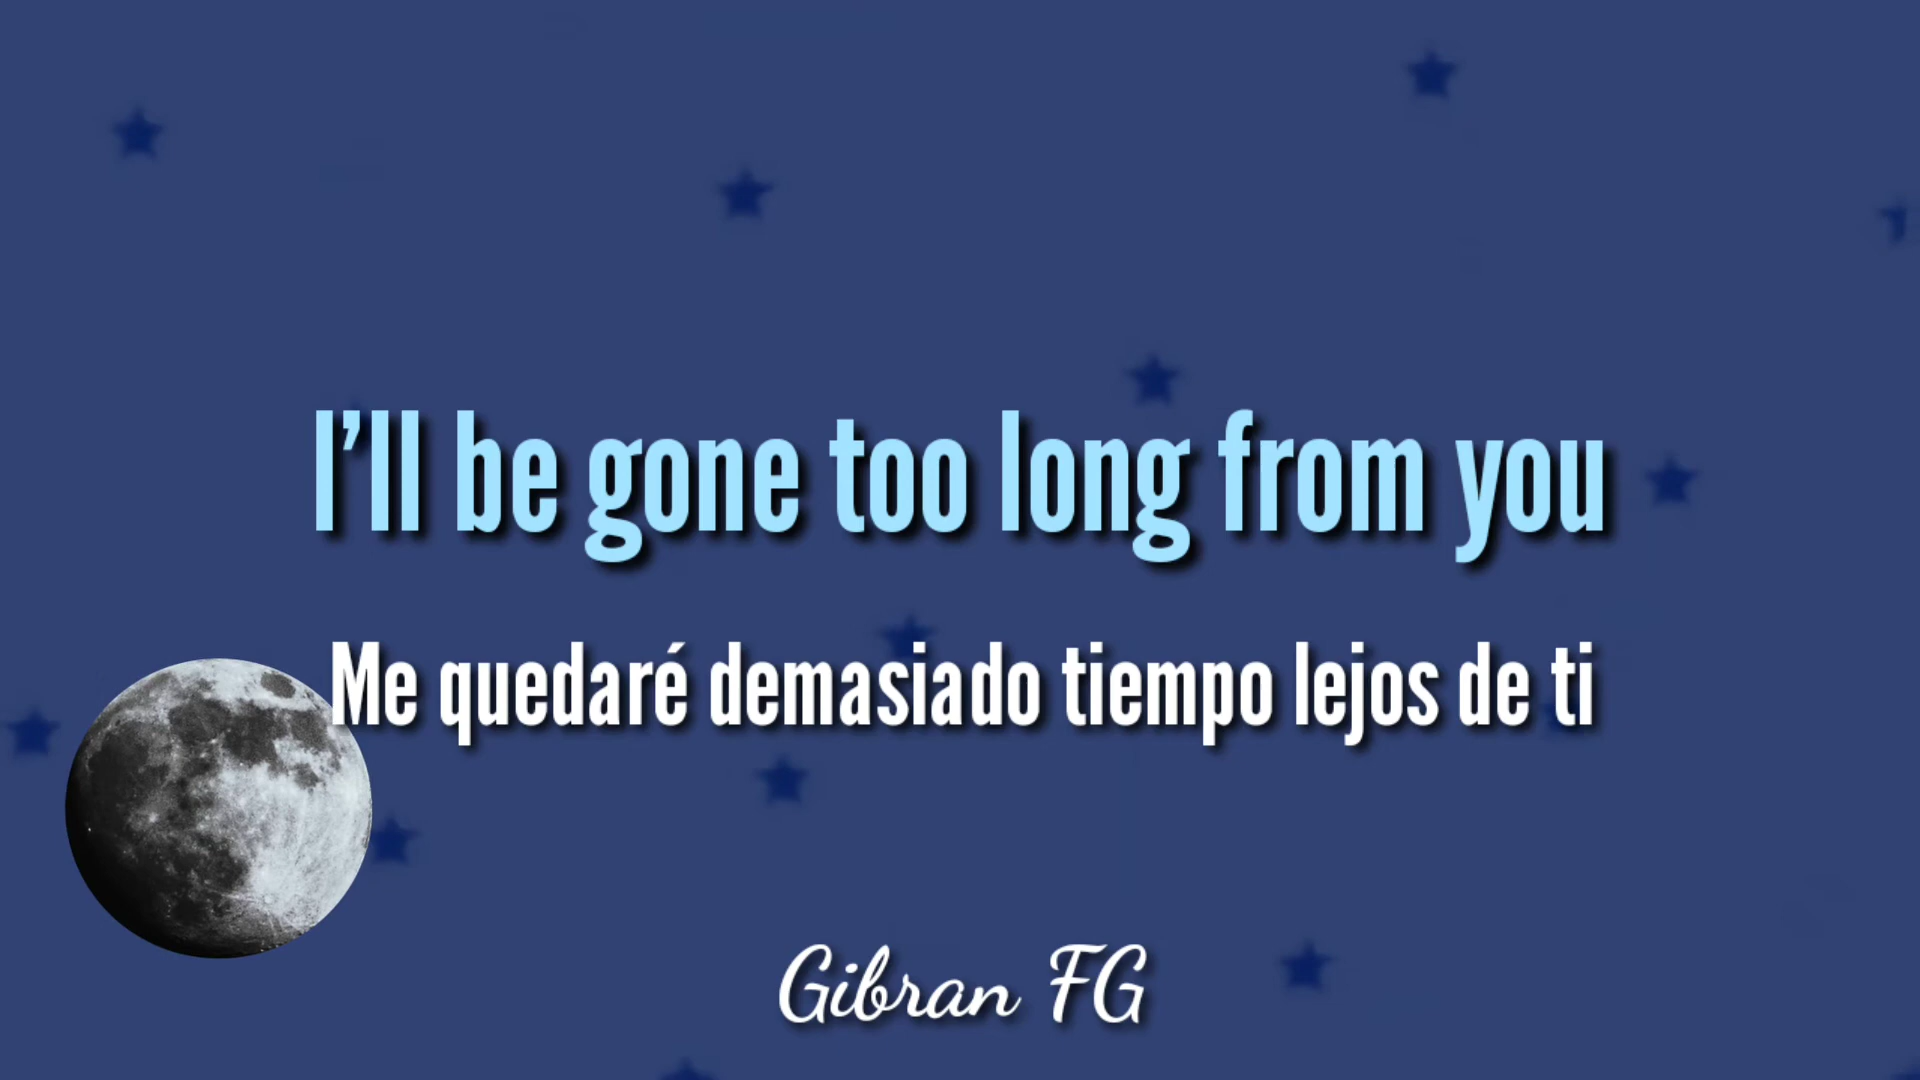 I’ll be gone too long from you
Me quedaré demasiado tiempo lejos de ti
Gibran FG